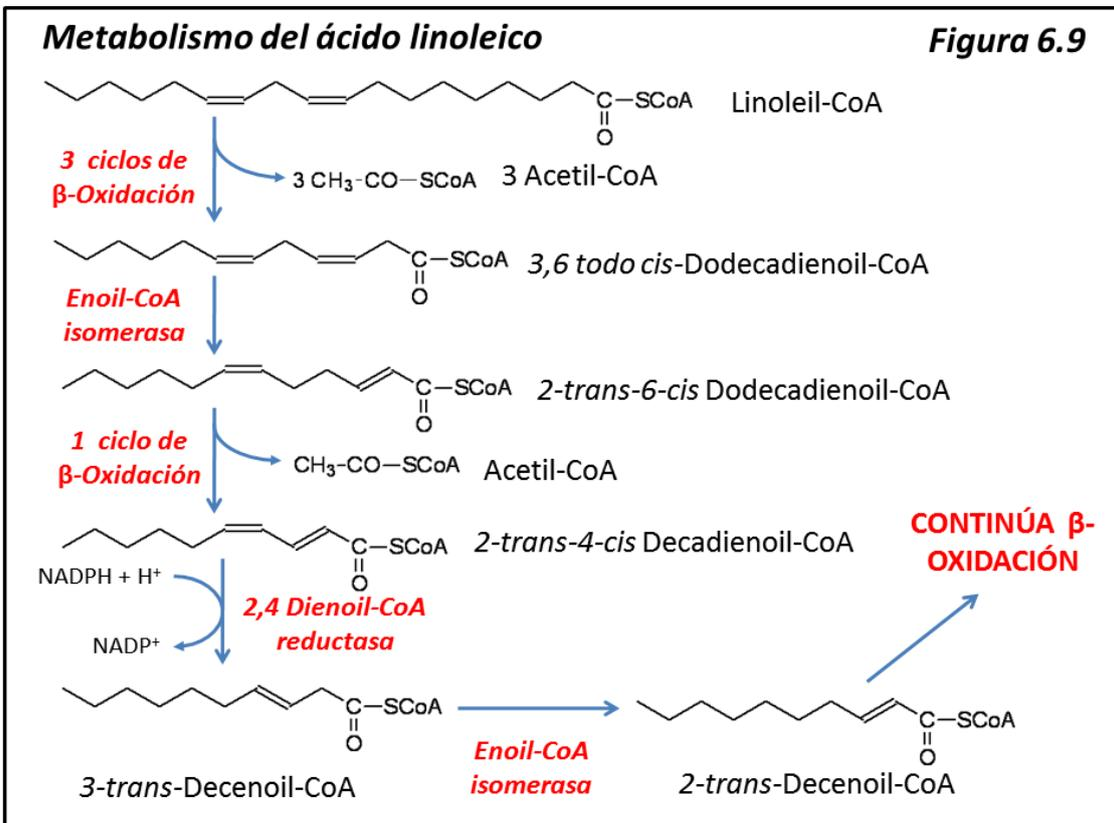 Metabolismo del ácido linoleico
Figura 6.9
C—SCoA
O
Linoleil-CoA
3 ciclos de
β-Oxidación
3 CH₃-CO—SCoA
3 Acetil-CoA
C—SCoA
O
3,6 todo cis-Dodecadienoil-CoA
Enoil-CoA
isomerasa
C—SCoA
O
2-trans-6-cis Dodecadienoil-CoA
1 ciclo de
β-Oxidación
CH₃-CO—SCoA
Acetil-CoA
C—SCoA
O
2-trans-4-cis Decadienoil-CoA
CONTINÚA β-
OXIDACIÓN
NADPH + H⁺
NADP⁺
2,4 Dienoil-CoA
reductasa
C—SCoA
O
3-trans-Decenoil-CoA
Enoil-CoA
isomerasa
C—SCoA
O
2-trans-Decenoil-CoA